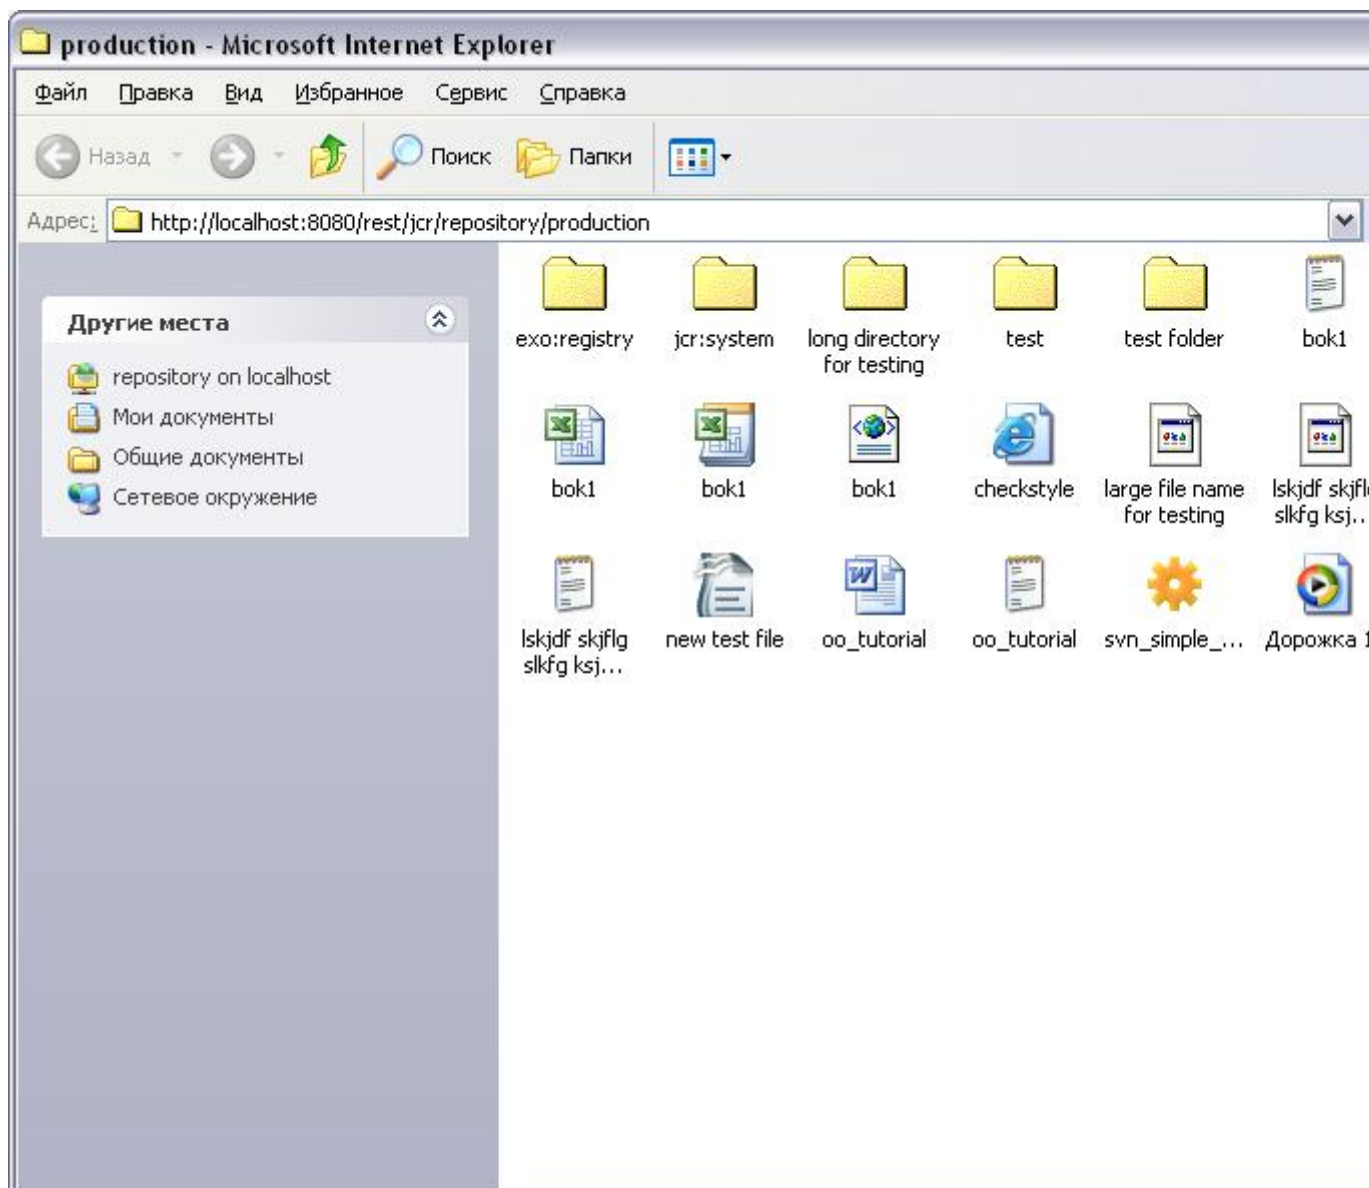 production - Microsoft Internet Explorer
Файл Правка Вид Избранное Сервис Справка
Назад Поиск Папки
Адрес: http://localhost:8080/rest/jcr/repository/production
Другие места
repository on localhost
Мои документы
Общие документы
Сетевое окружение
exo:registry jcr:system long directory test test folder bok1
for testing
bok1 bok1 bok1 checkstyle large file name lskjdf skjfl
for testing slkfg ksj...
lskjdf skjflg new test file oo_tutorial oo_tutorial svn_simple_... Дорожка 1
slkfg ksj...